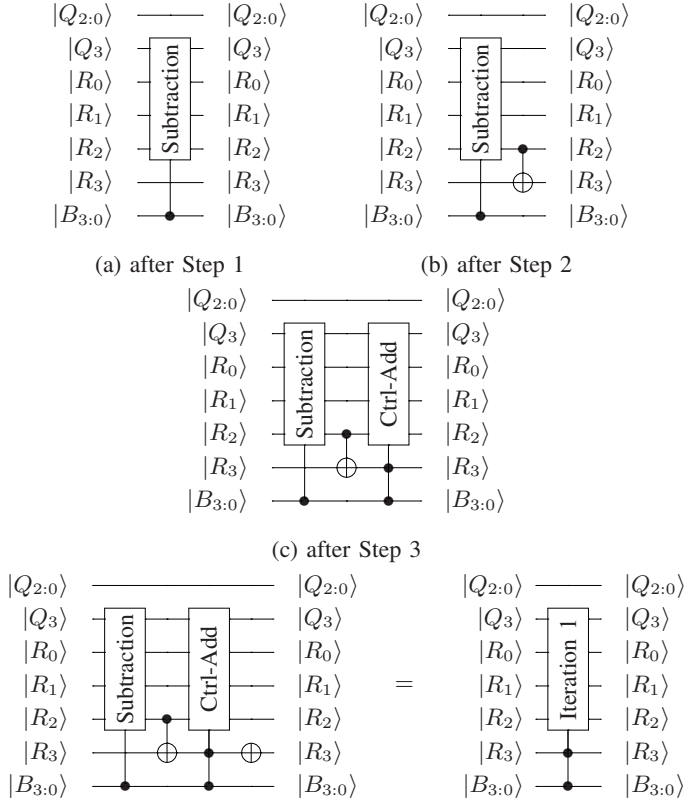 |Q2:0⟩ |Q2:0⟩ |Q2:0⟩ |Q2:0⟩
|Q3⟩ |Q3⟩ |Q3⟩ |Q3⟩
|R0⟩ |R0⟩ |R0⟩ |R0⟩
|R1⟩ |R1⟩ |R1⟩ |R1⟩
|R2⟩ |R2⟩ |R2⟩ |R2⟩
|R3⟩ |R3⟩ |R3⟩ |R3⟩
|B3:0⟩ |B3:0⟩ |B3:0⟩ |B3:0⟩
Subtraction
Subtraction
(a) after Step 1
(b) after Step 2
|Q2:0⟩ |Q2:0⟩
|Q3⟩ |Q3⟩
|R0⟩ |R0⟩
|R1⟩ |R1⟩
|R2⟩ |R2⟩
|R3⟩ |R3⟩
|B3:0⟩ |B3:0⟩
Subtraction
Ctrl-Add
(c) after Step 3
|Q2:0⟩ |Q2:0⟩ |Q2:0⟩ |Q2:0⟩
|Q3⟩ |Q3⟩ |Q3⟩ |Q3⟩
|R0⟩ |R0⟩ |R0⟩ |R0⟩
|R1⟩ |R1⟩ = |R1⟩ |R1⟩
|R2⟩ |R2⟩ |R2⟩ |R2⟩
|R3⟩ |R3⟩ |R3⟩ |R3⟩
|B3:0⟩ |B3:0⟩ |B3:0⟩ |B3:0⟩
Subtraction
Ctrl-Add
Iteration 1